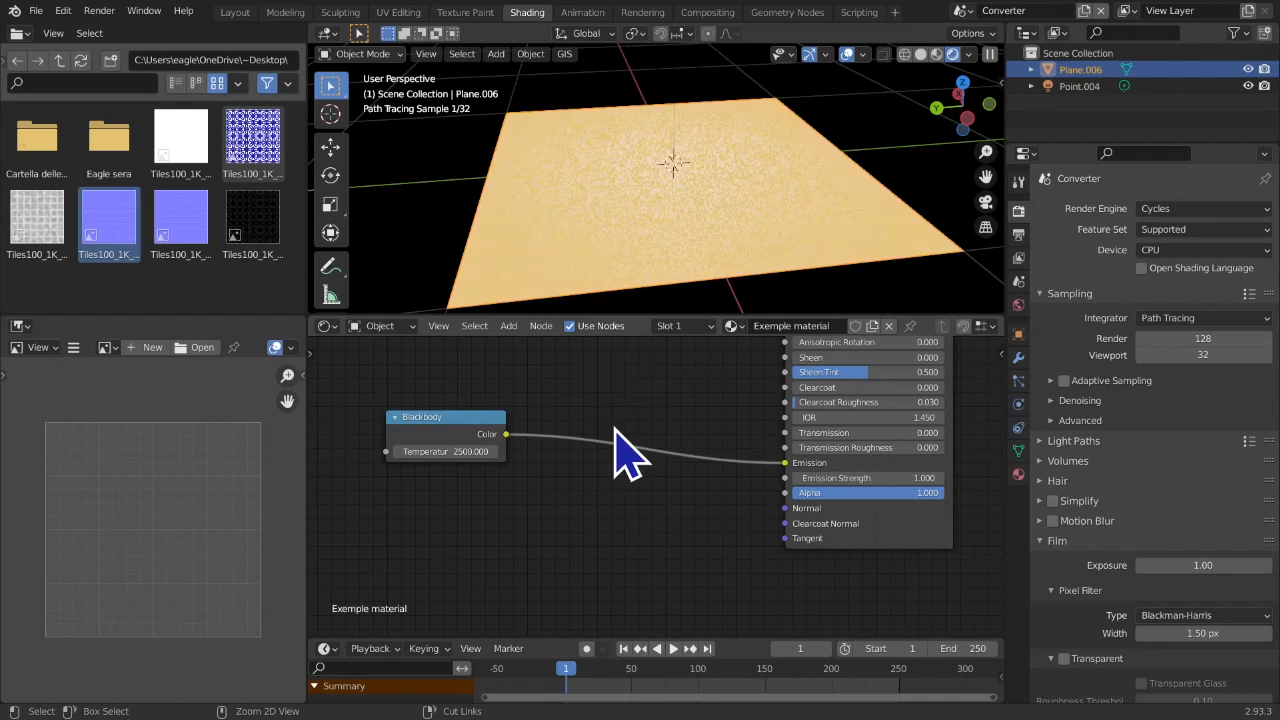 File Edit Render Window Help Layout Modeling Sculpting UV Editing Texture Paint Shading Animation Rendering Compositing Geometry Nodes Scripting + Converter View Layer
View Select Global Options
C:\Users\eagle\OneDrive\~Desktop\
Object Mode View Select Add Object GIS
Scene Collection
Plane.006
Point.004
User Perspective
(1) Scene Collection | Plane.006
Path Tracing Sample 1/32
X
Y
Z
Cartella delle... Eagle sera Tiles100_1K_... Tiles100_1K_...
Tiles100_1K_... Tiles100_1K_... Tiles100_1K_... Tiles100_1K_...
View New Open
Object View Select Add Node Use Nodes Slot 1 Exemple material
Anisotropic Rotation 0.000
Sheen 0.000
Sheen Tint 0.500
Clearcoat 0.000
Clearcoat Roughness 0.030
IOR 1.450
Transmission 0.000
Transmission Roughness 0.000
Emission
Emission Strength 1.000
Alpha 1.000
Normal
Clearcoat Normal
Tangent
Blackbody
Color
Temperatur 2500.000
Exemple material
Converter
Render Engine Cycles
Feature Set Supported
Device CPU
Open Shading Language
Sampling
Integrator Path Tracing
Render 128
Viewport 32
Adaptive Sampling
Denoising
Advanced
Light Paths
Volumes
Hair
Simplify
Motion Blur
Film
Exposure 1.00
Pixel Filter
Type Blackman-Harris
Width 1.50 px
Transparent
Transparent Glass
Roughness Threshold 0.10
Playback Keying View Marker 1 Start 1 End 250
-50 1 50 100 150 200 250 300
Summary
Select Box Select Zoom 2D View Cut Links 2.93.3